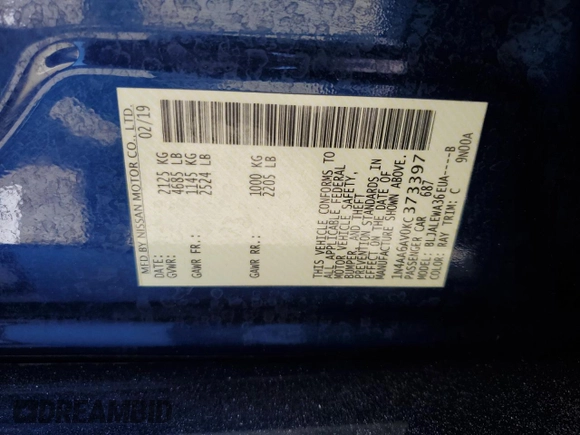 MFD BY NISSAN MOTOR CO., LTD.
DATE: 02/19
GVWR: 2125 KG
4685 LB
GAWR FR: 1145 KG
2524 LB
GAWR RR: 1000 KG
2205 LB
THIS VEHICLE CONFORMS TO
ALL APPLICABLE FEDERAL
MOTOR VEHICLE SAFETY,
BUMPER, AND THEFT
PREVENTION STANDARDS IN
EFFECT ON THE DATE OF
MANUFACTURE SHOWN ABOVE.
1N4AA6AV0KC373397
PASSENGER CAR 687
MODEL: BLJALEWA36EUA----B
COLOR: RAY TRIM: C 9N00A
DREAMBID